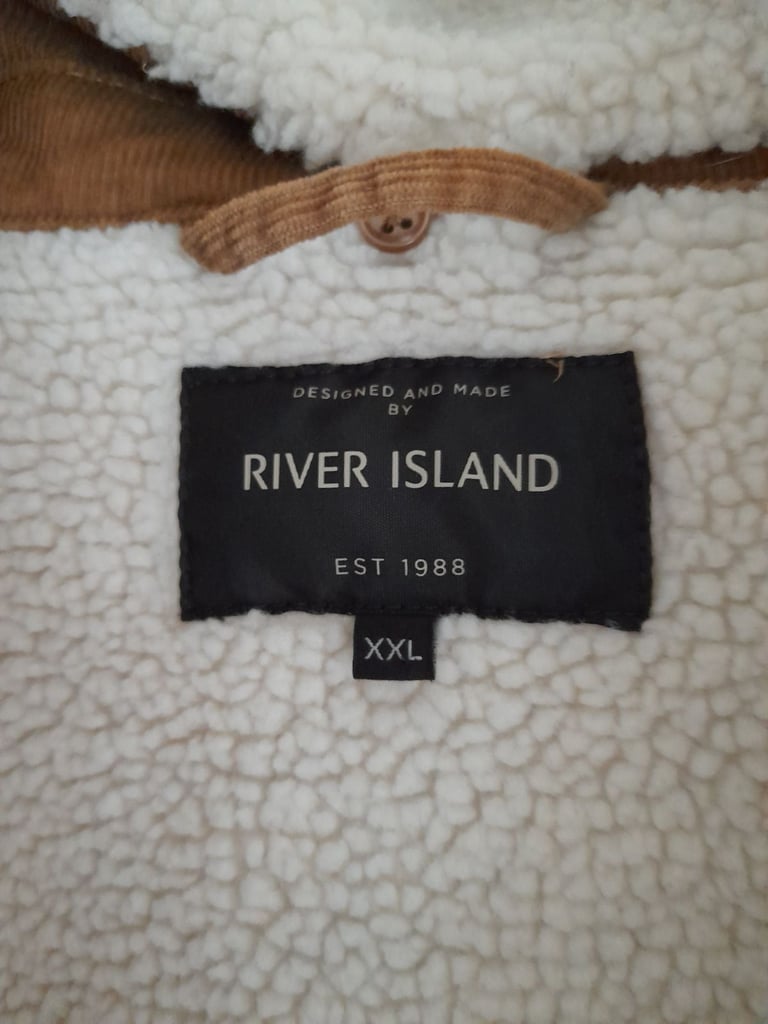 DESIGNED AND MADE
BY
RIVER ISLAND
EST 1988
XXL